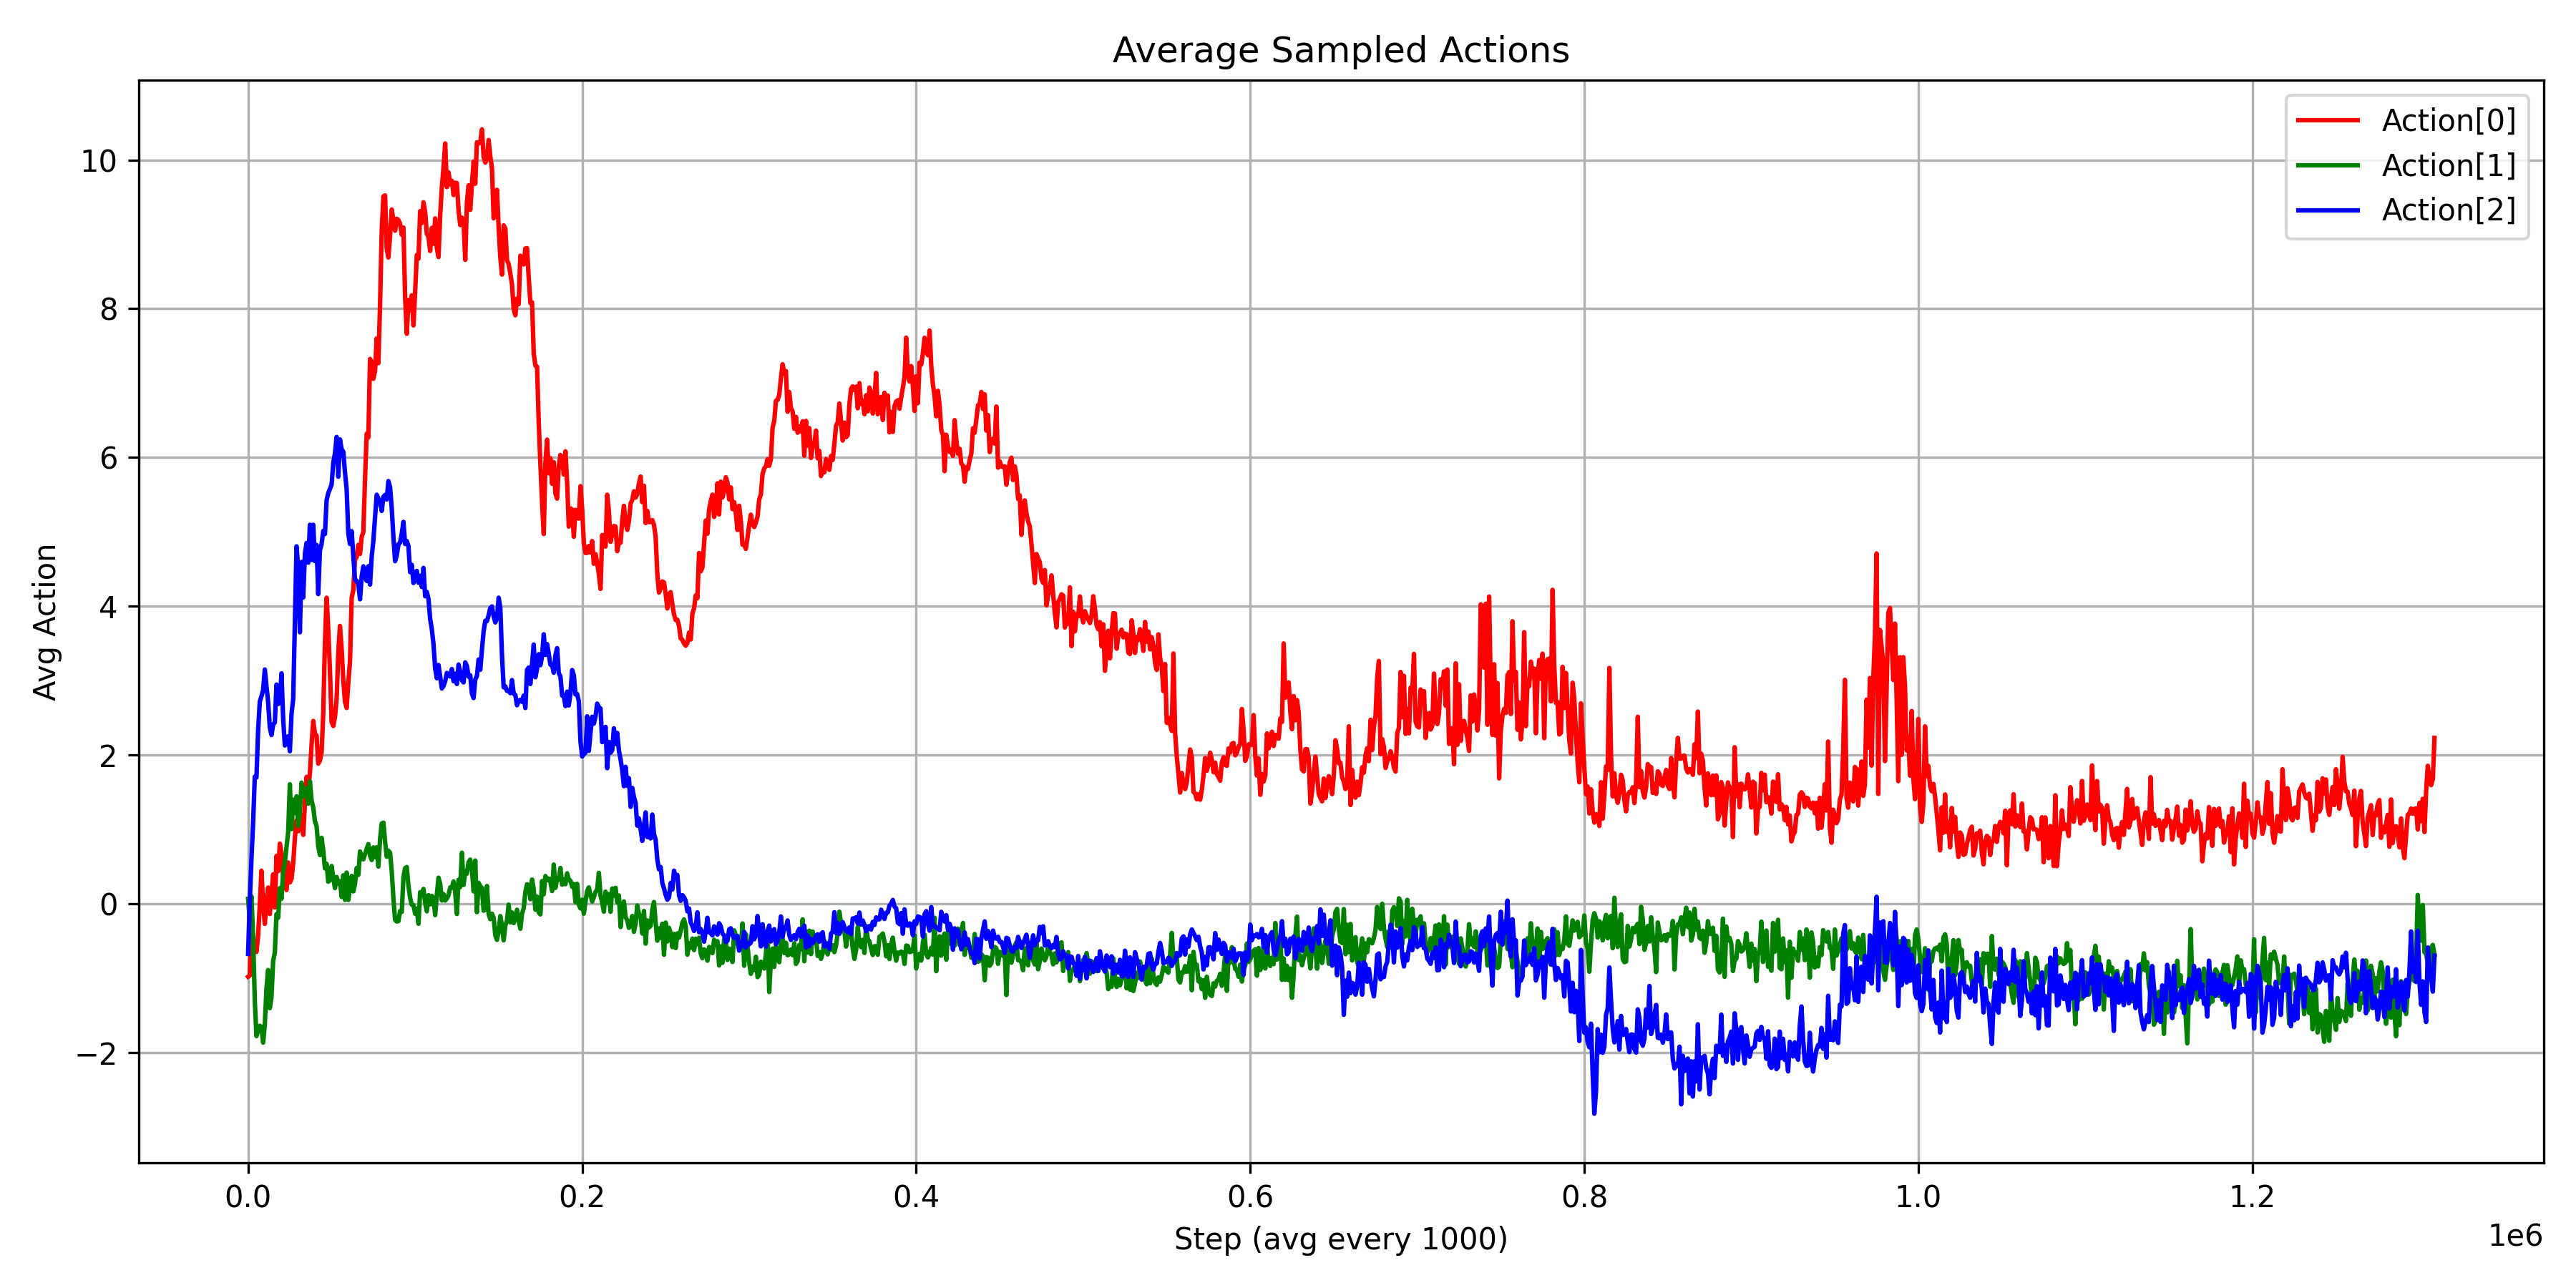 Average Sampled Actions
Action[0]
Action[1]
Action[2]
Avg Action
10
8
6
4
2
0
−2
0.0 0.2 0.4 0.6 0.8 1.0 1.2
1e6
Step (avg every 1000)